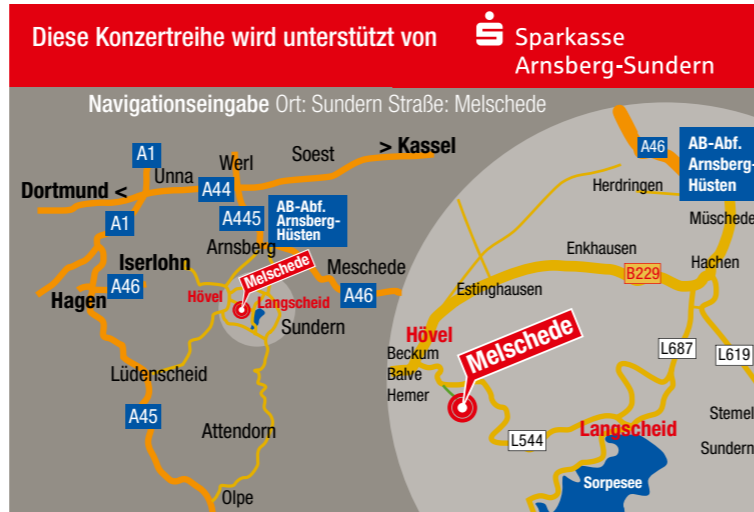 Diese Konzertreihe wird unterstützt von
Sparkasse
Arnsberg-Sundern
Navigationseingabe Ort: Sundern Straße: Melschede
A1
Unna
Werl
Soest
> Kassel
Dortmund <
A44
A1
A445
AB-Abf.
Arnsberg-
Hüsten
Arnsberg
Iserlohn
Melschede
Meschede
A46
Hagen
Hövel
Langscheid
A46
Sundern
Lüdenscheid
A45
Attendorn
Olpe
A46
AB-Abf.
Arnsberg-
Hüsten
Herdringen
Müschede
Enkhausen
Hachen
B229
Estinghausen
Hövel
Beckum
Balve
Hemer
Melschede
L687
L619
L544
Langscheid
Stemel
Sundern
Sorpesee